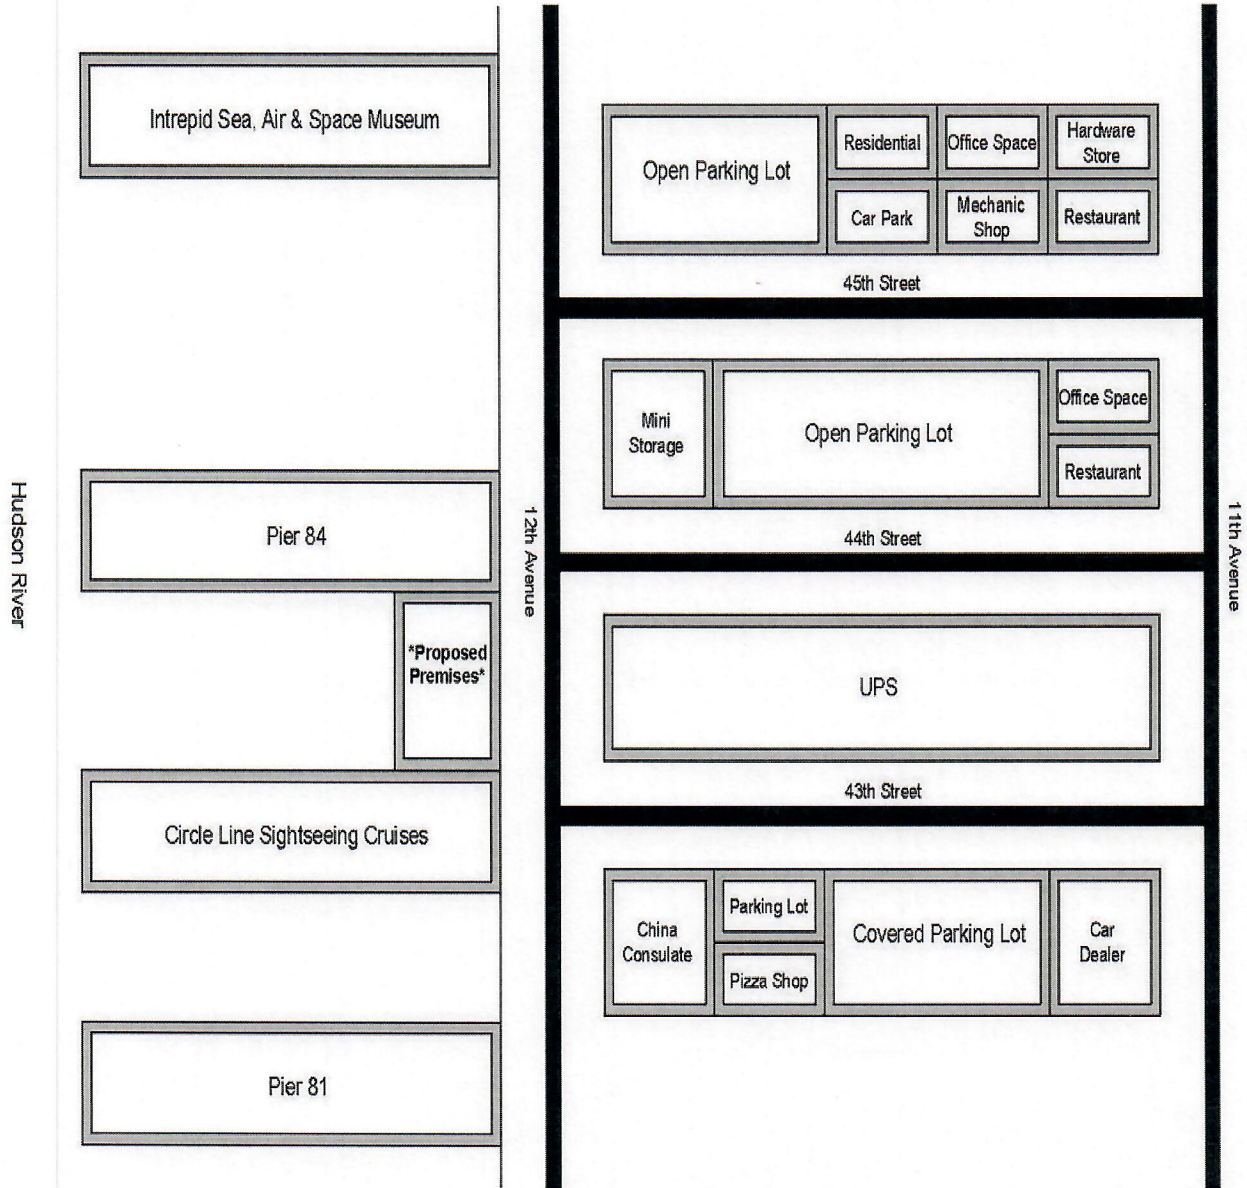 Intrepid Sea, Air & Space Museum
Open Parking Lot
Residential
Office Space
Hardware
Store
Car Park
Mechanic
Shop
Restaurant
45th Street
Mini
Storage
Open Parking Lot
Office Space
Restaurant
44th Street
Hudson River
Pier 84
12th Avenue
11th Avenue
*Proposed
Premises*
UPS
43th Street
Circle Line Sightseeing Cruises
China
Consulate
Parking Lot
Pizza Shop
Covered Parking Lot
Car
Dealer
Pier 81